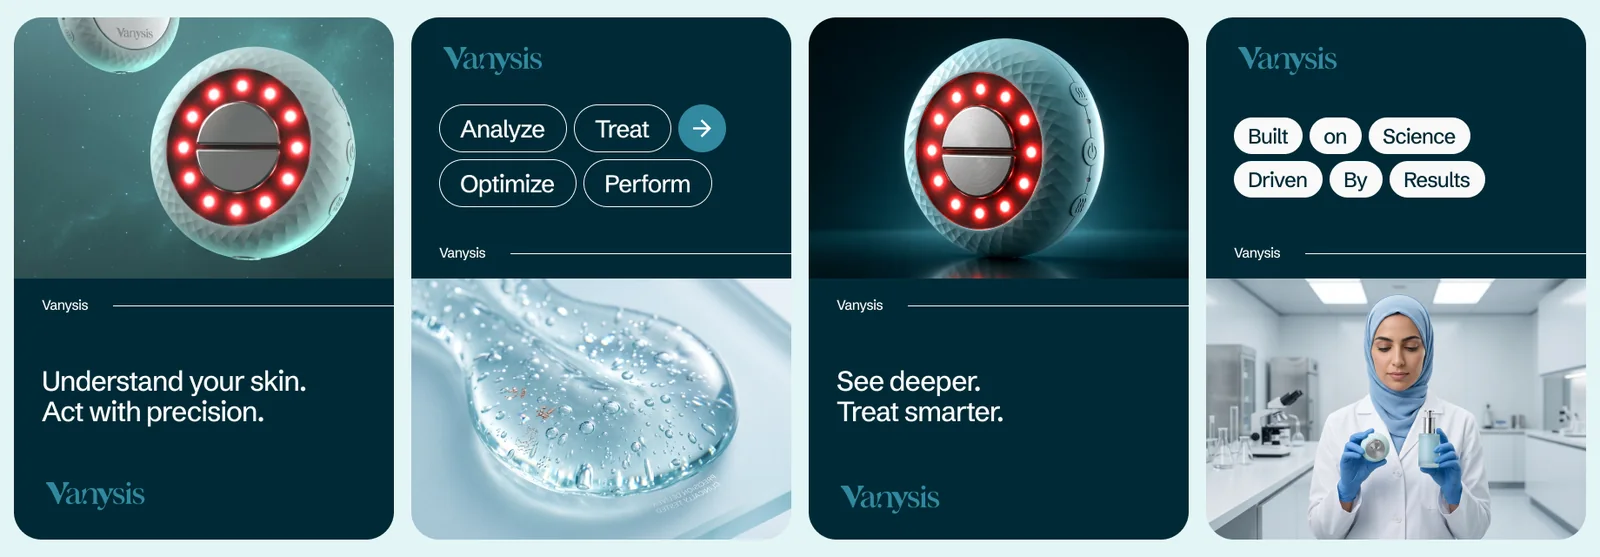 Vanysis
Vanysis
Understand your skin.
Act with precision.
Vanysis
Vanysis
Analyze Treat
Optimize Perform
Vanysis
Vanysis
See deeper.
Treat smarter.
Vanysis
Vanysis
Built on Science
Driven By Results
Vanysis